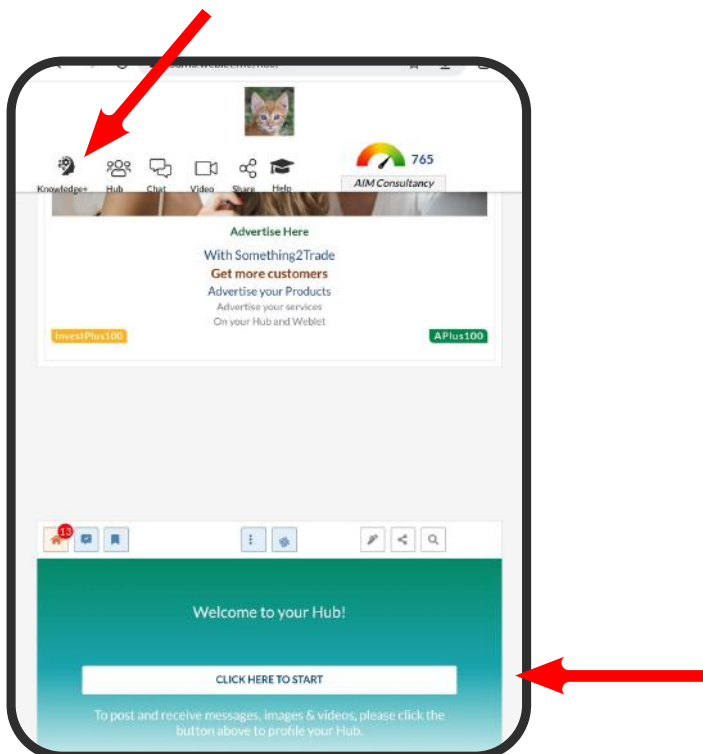 765
Knowledge+ Hub Chat Video Share Help AIM Consultancy
Advertise Here
With Something2Trade
Get more customers
Advertise your Products
Advertise your services
On your Hub and Weblet
InvestPlus100 APlus100
13
Welcome to your Hub!
CLICK HERE TO START
To post and receive messages, images & videos, please click the
button above to profile your Hub.